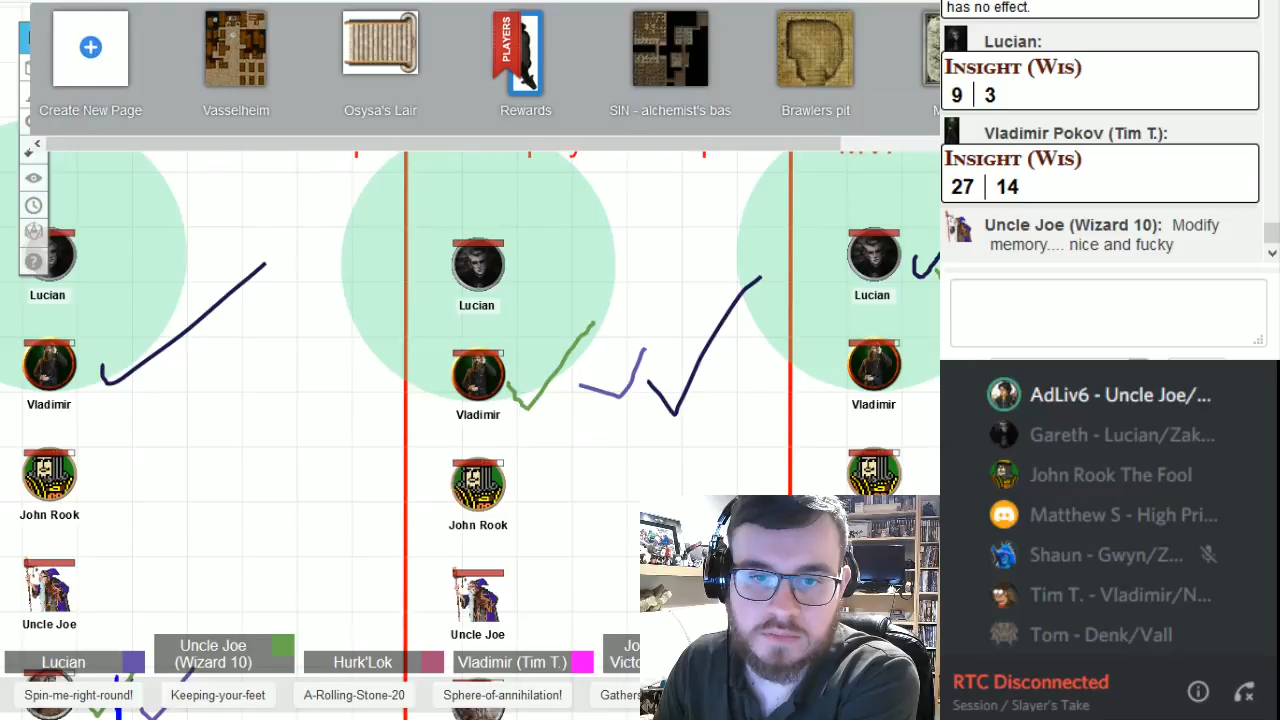 has no effect.
Lucian:
INSIGHT (WIS)
9 | 3
Vladimir Pokov (Tim T.):
INSIGHT (WIS)
27 | 14
Uncle Joe (Wizard 10): Modify
memory.... nice and fucky
PLAYERS
Create New Page
Vasselheim
Osysa's Lair
Rewards
SIN - alchemist's bas
Brawlers pit
Lucian
Vladimir
John Rook
Uncle Joe
Lucian
Vladimir
John Rook
Uncle Joe
Lucian
Vladimir
Lucian
Uncle Joe
(Wizard 10)
Hurk'Lok
Vladimir (Tim T.)
Jo
Victo
Spin-me-right-round!
Keeping-your-feet
A-Rolling-Stone-20
Sphere-of-annihilation!
Gathers
AdLiv6 - Uncle Joe/...
Gareth - Lucian/Zak...
John Rook The Fool
Matthew S - High Pri...
Shaun - Gwyn/Z...
Tim T. - Vladimir/N...
Tom - Denk/Vall
RTC Disconnected
Session / Slayer's Take